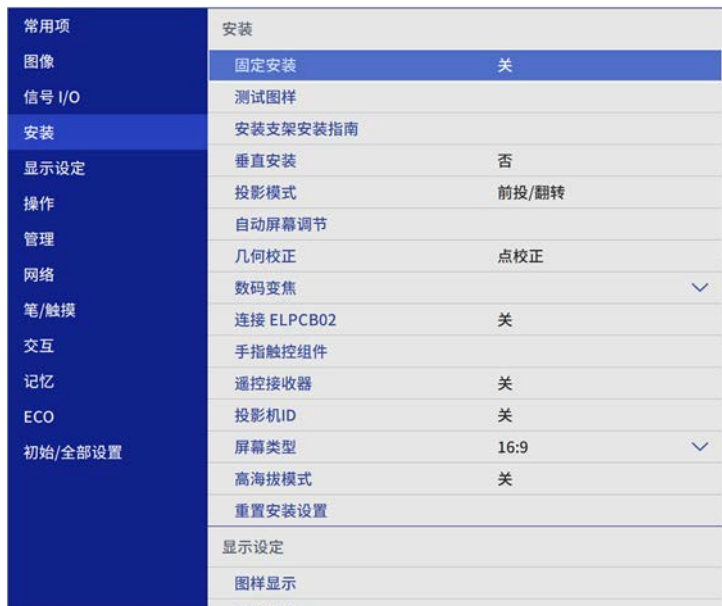 常用项
图像
信号 I/O
安装
显示设定
操作
管理
网络
笔/触摸
交互
记忆
ECO
初始/全部设置
安装
固定安装 关
测试图样
安装支架安装指南
垂直安装 否
投影模式 前投/翻转
自动屏幕调节
几何校正 点校正
数码变焦
连接 ELPCB02 关
手指触控组件
遥控接收器 关
投影机ID 关
屏幕类型 16:9
高海拔模式 关
重置安装设置
显示设定
图样显示